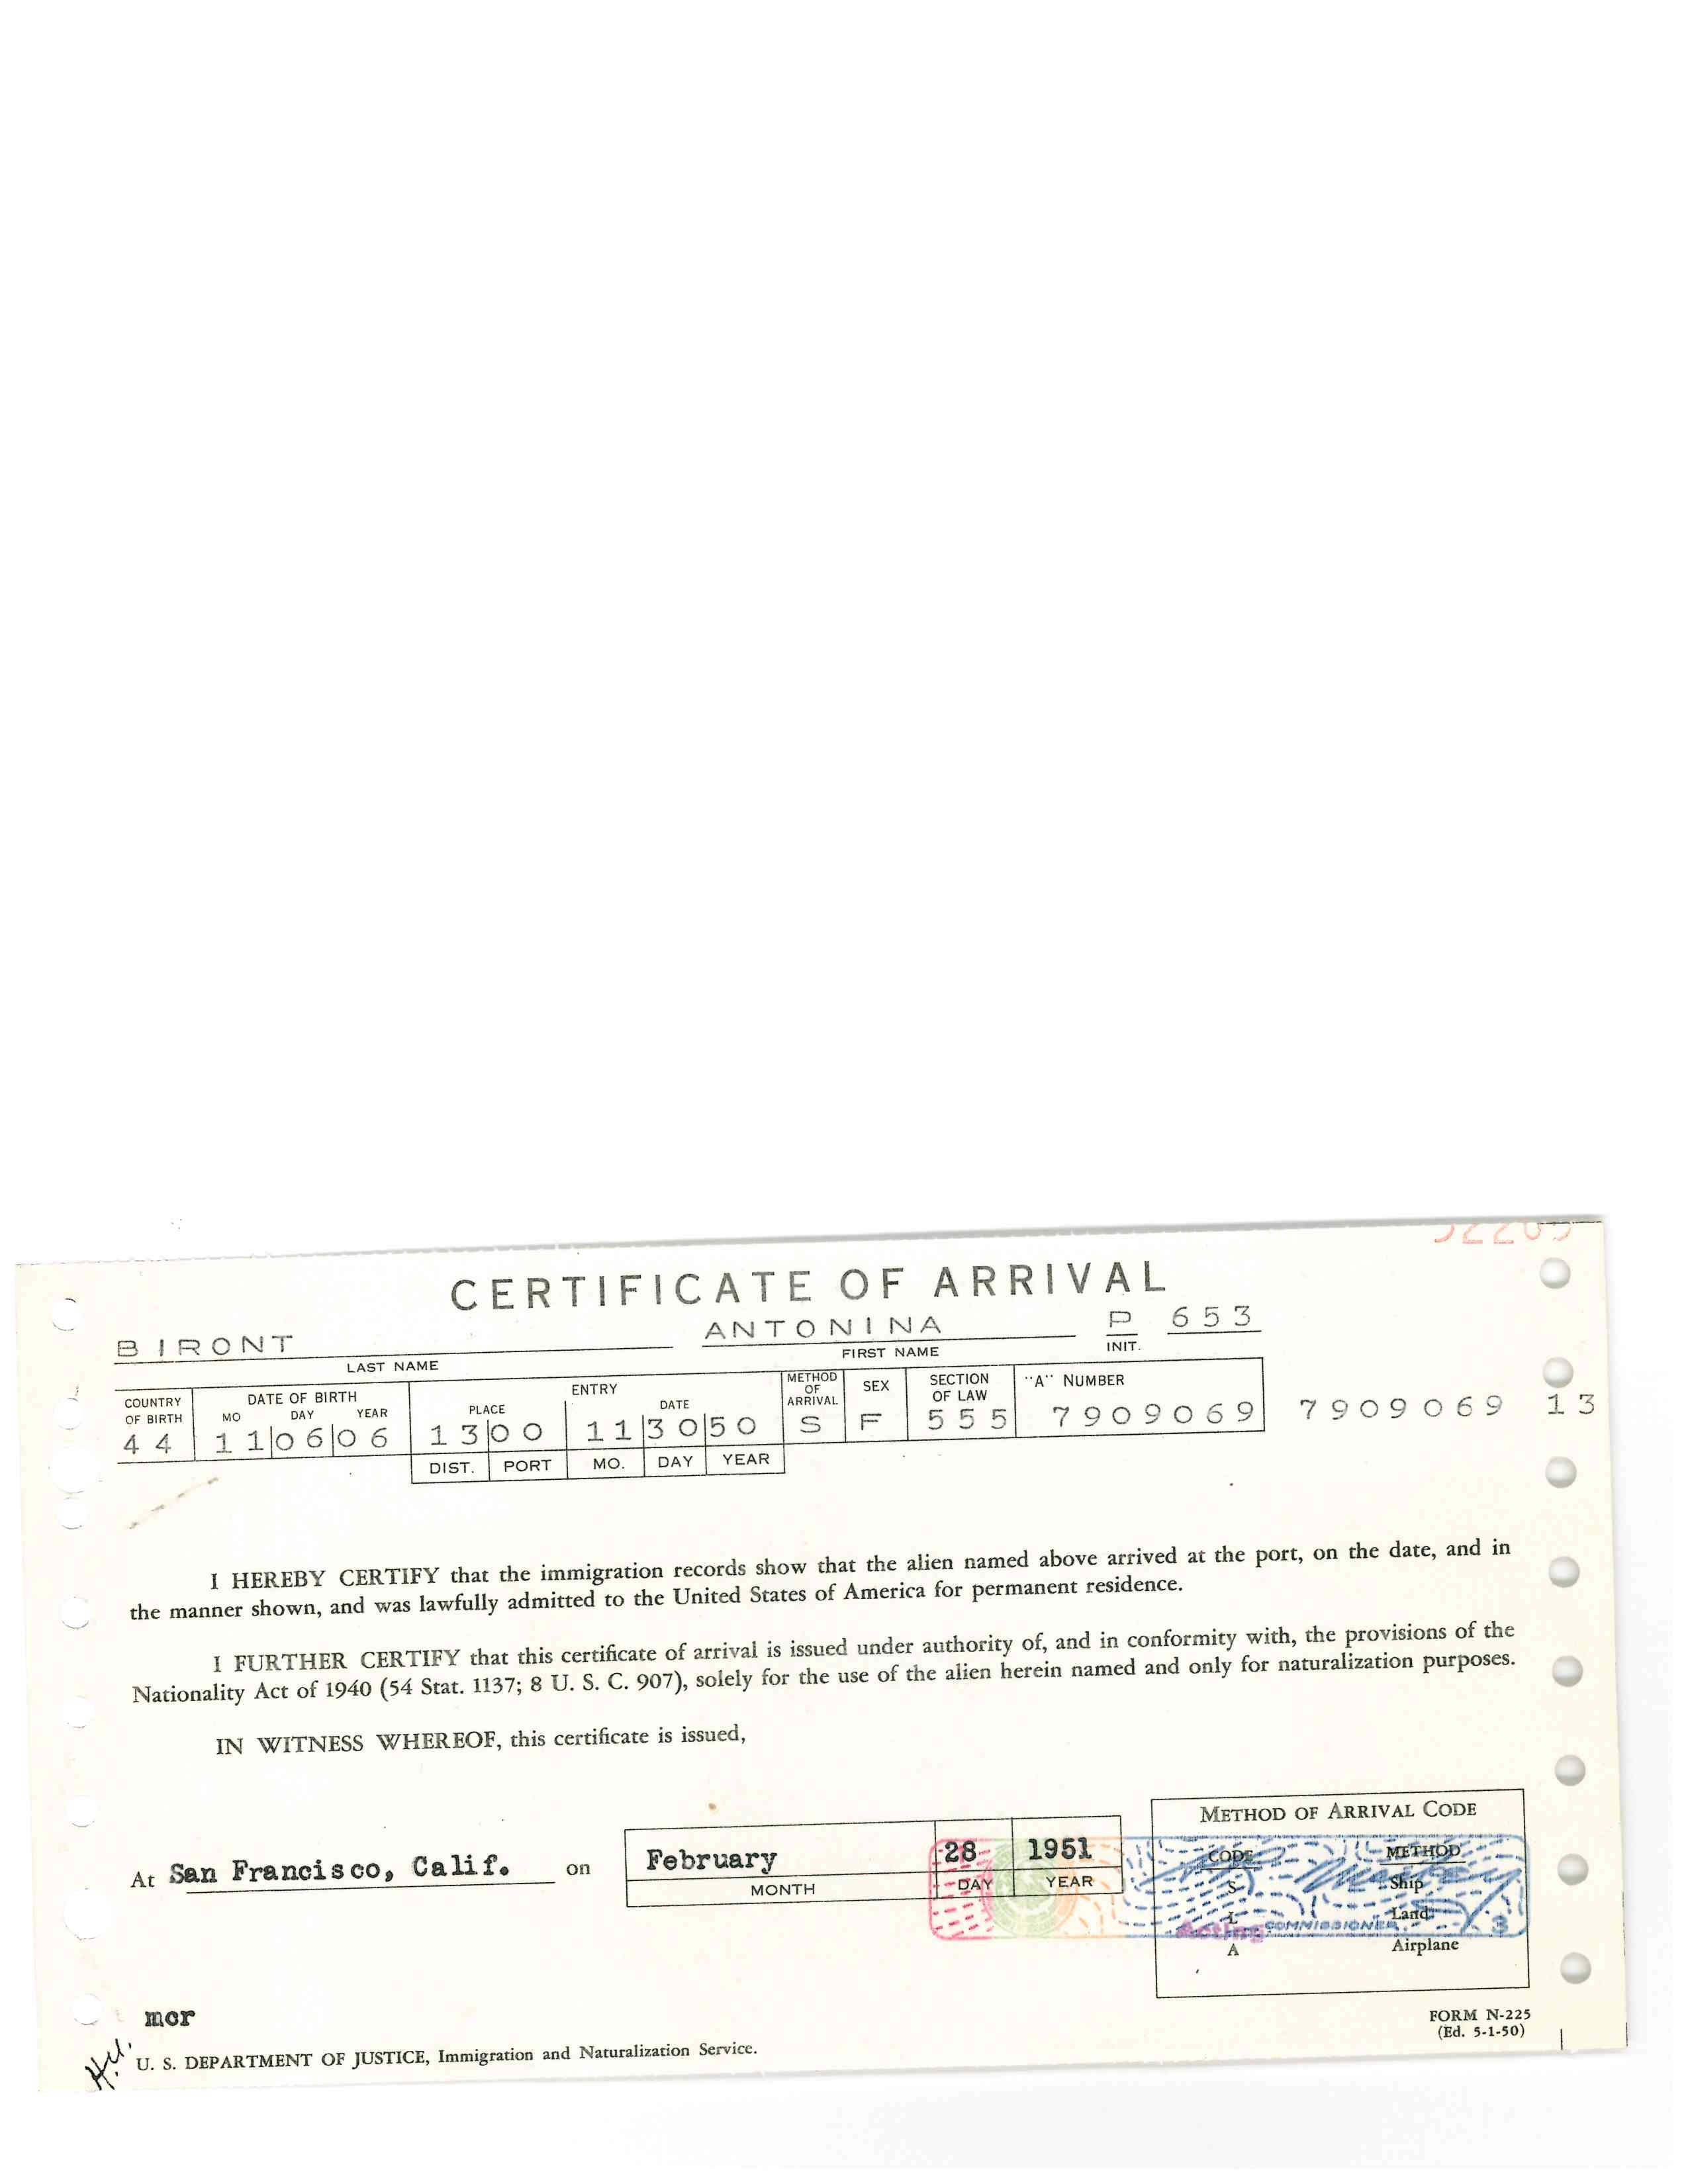 CERTIFICATE OF ARRIVAL
BIRONT ANTONINA P 653
LAST NAME FIRST NAME INIT.
COUNTRY OF BIRTH DATE OF BIRTH ENTRY METHOD OF ARRIVAL SEX SECTION OF LAW "A" NUMBER
MO DAY YEAR PLACE DATE
44 11|06|06 13|00 11|30|50 S F 555 7909069 7909069 13
DIST. PORT MO. DAY YEAR
I HEREBY CERTIFY that the immigration records show that the alien named above arrived at the port, on the date, and in
the manner shown, and was lawfully admitted to the United States of America for permanent residence.
I FURTHER CERTIFY that this certificate of arrival is issued under authority of, and in conformity with, the provisions of the
Nationality Act of 1940 (54 Stat. 1137; 8 U. S. C. 907), solely for the use of the alien herein named and only for naturalization purposes.
IN WITNESS WHEREOF, this certificate is issued,
At San Francisco, Calif. on February 28 1951
MONTH DAY YEAR
METHOD OF ARRIVAL CODE
CODE METHOD
S Ship
L Land
Acting COMMISSIONER 3
A Airplane
mcr
FORM N-225
(Ed. 5-1-50)
U. S. DEPARTMENT OF JUSTICE, Immigration and Naturalization Service.